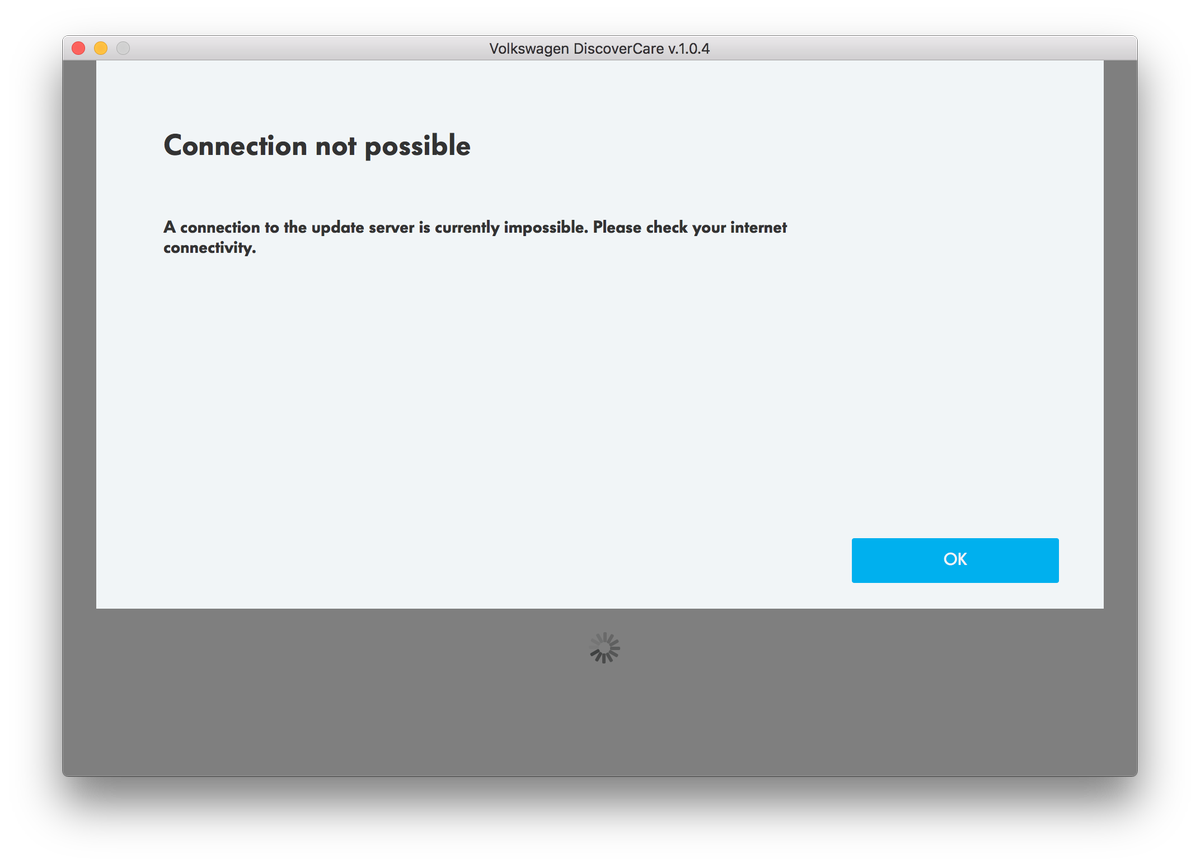 Volkswagen DiscoverCare v.1.0.4
Connection not possible
A connection to the update server is currently impossible. Please check your internet
connectivity.
OK